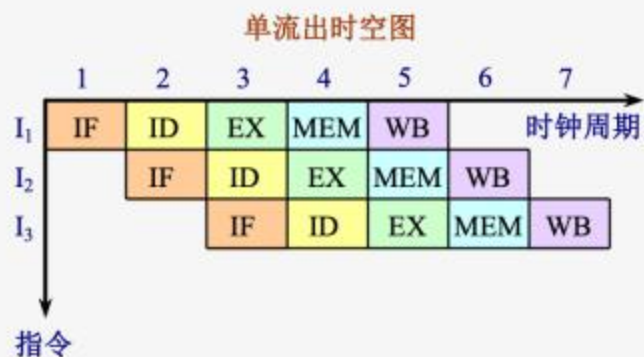 单流出时空图
1 2 3 4 5 6 7
I₁ IF ID EX MEM WB 时钟周期
I₂ IF ID EX MEM WB
I₃ IF ID EX MEM WB
指令